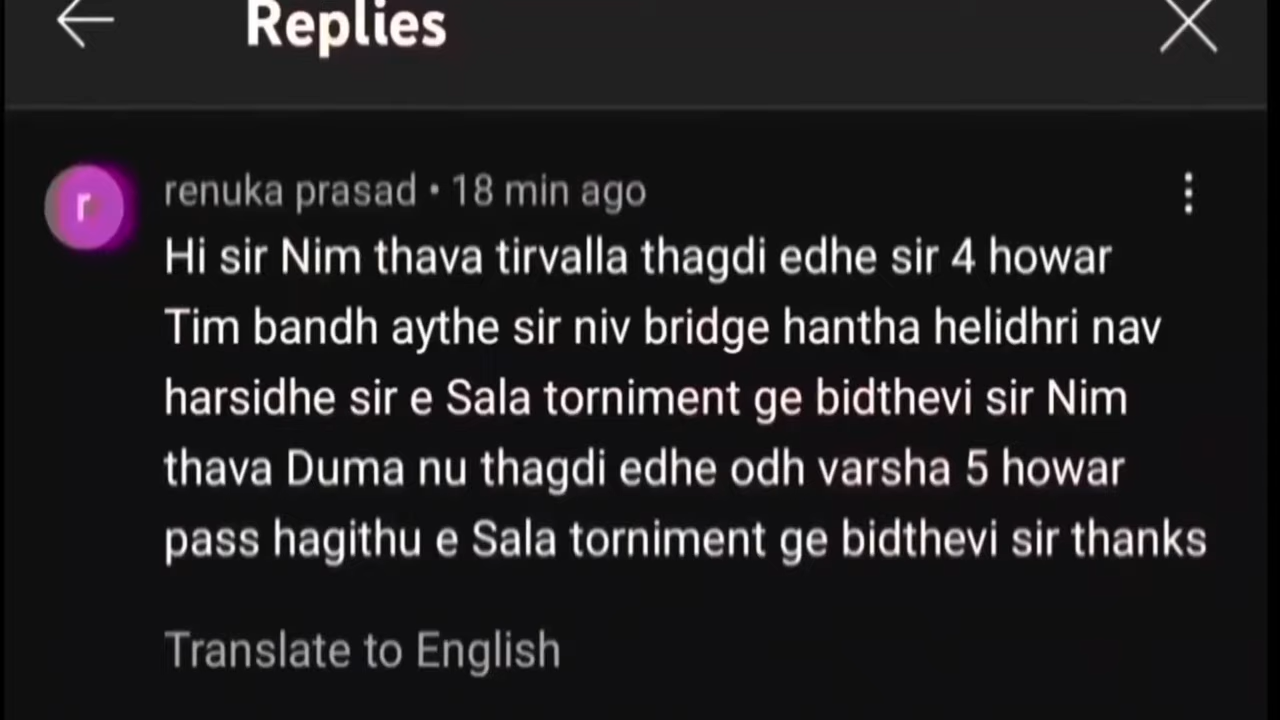 Replies
renuka prasad • 18 min ago
r
Hi sir Nim thava tirvalla thagdi edhe sir 4 howar
Tim bandh aythe sir niv bridge hantha helidhri nav
harsidhe sir e Sala torniment ge bidthevi sir Nim
thava Duma nu thagdi edhe odh varsha 5 howar
pass hagithu e Sala torniment ge bidthevi sir thanks
Translate to English